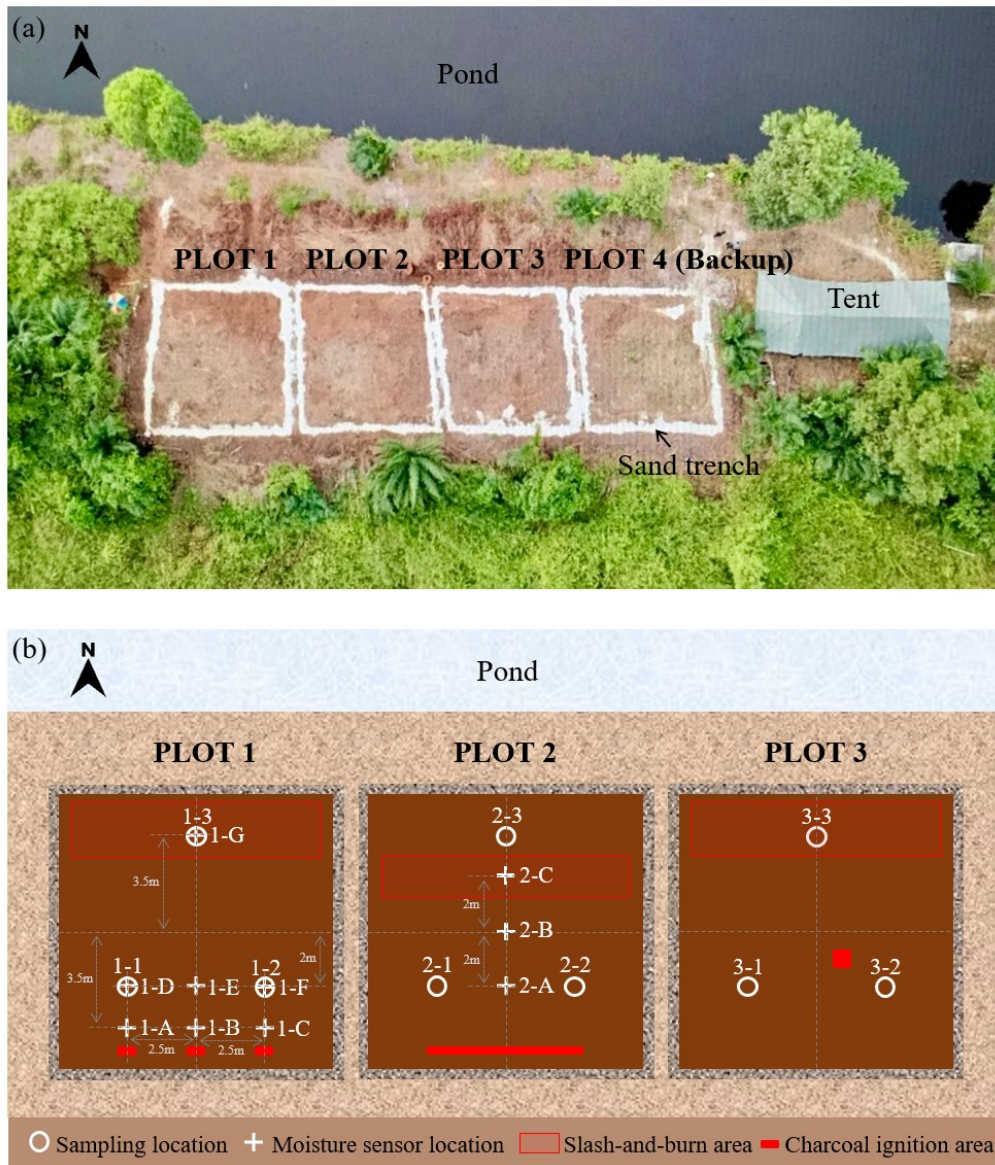 (a)
N
Pond
PLOT 1 PLOT 2 PLOT 3 PLOT 4 (Backup)
Tent
Sand trench
(b)
N
Pond
PLOT 1 PLOT 2 PLOT 3
1-3 2-3 3-3
1-G
2-C
3.5m
2m
2-B
3.5m 2m 2m
1-1 1-2 2-1 2-2 3-1 3-2
1-D 1-E 1-F 2-A
1-A 1-B 1-C
2.5m 2.5m
Sampling location Moisture sensor location Slash-and-burn area Charcoal ignition area